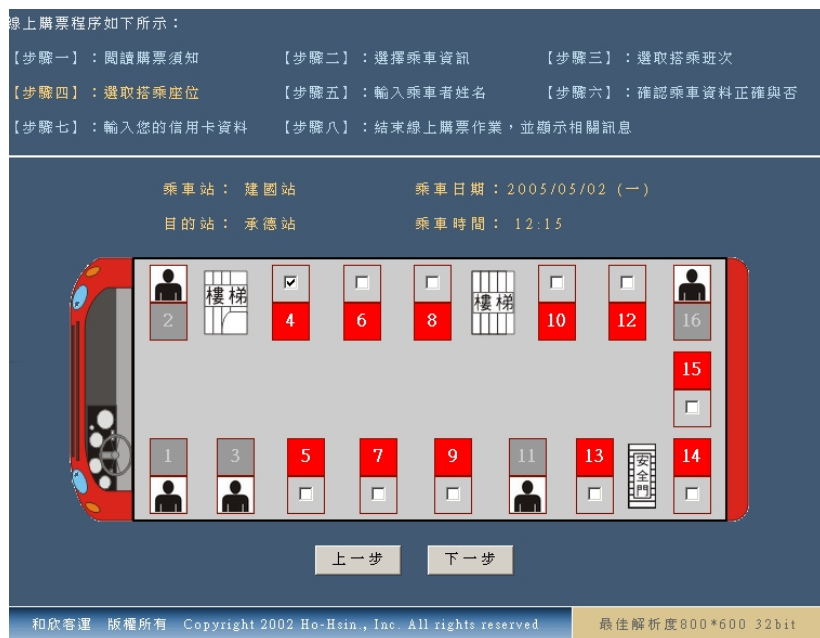 線上購票程序如下所示：
【步驟一】：閱讀購票須知 【步驟二】：選擇乘車資訊 【步驟三】：選取搭乘班次
【步驟四】：選取搭乘座位 【步驟五】：輸入乘車者姓名 【步驟六】：確認乘車資料正確與否
【步驟七】：輸入您的信用卡資料 【步驟八】：結束線上購票作業，並顯示相關訊息
乘車站： 建國站 乘車日期：2005/05/02 (一)
目的站： 承德站 乘車時間： 12:15
樓梯 樓梯
2 4 6 8 10 12 16
15
1 3 5 7 9 11 13 安全門 14
上一步 下一步
和欣客運 版權所有 Copyright 2002 Ho-Hsin., Inc. All rights reserved 最佳解析度800*600 32bit